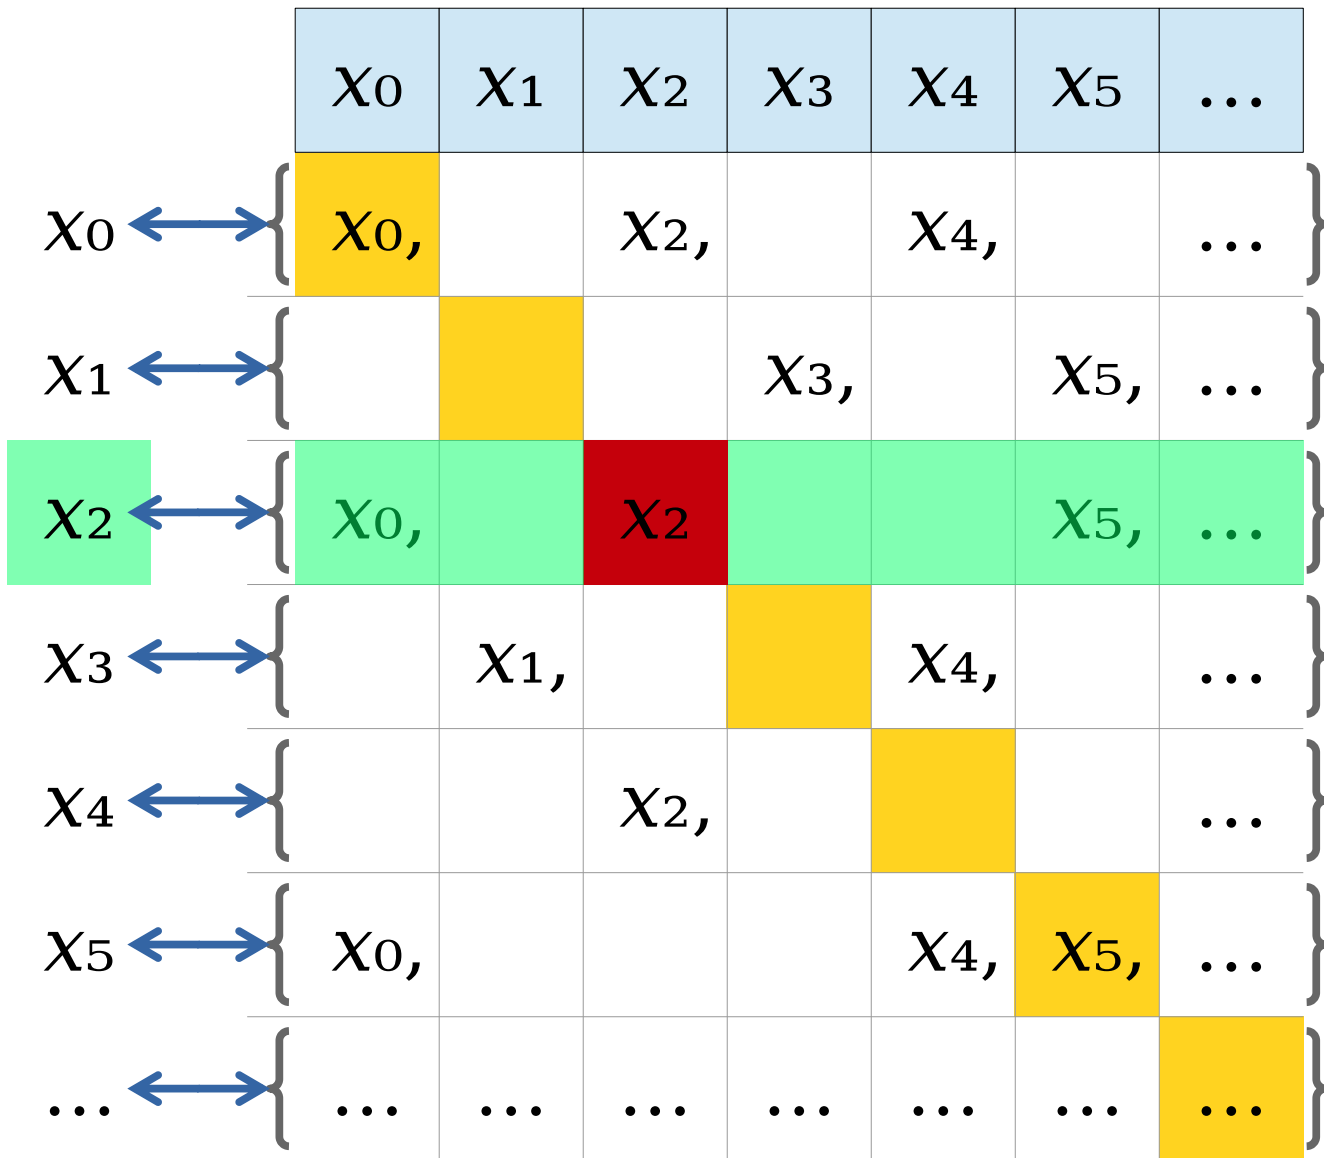 x₀ x₁ x₂ x₃ x₄ x₅ ...
x₀ { x₀, x₂, x₄, ... }
x₁ { x₃, x₅, ... }
x₂ { x₀, x₂ x₅, ... }
x₃ { x₁, x₄, ... }
x₄ { x₂, ... }
x₅ { x₀, x₄, x₅, ... }
... { ... ... ... ... ... ... ... }